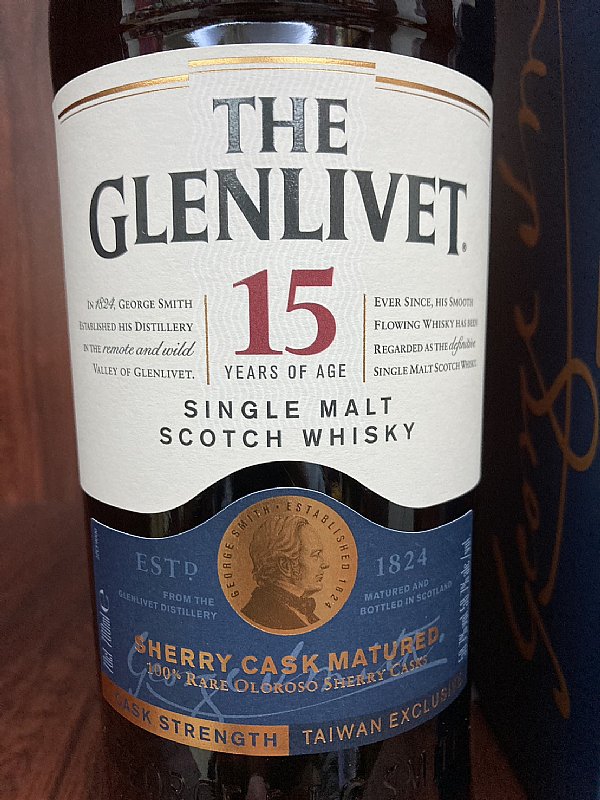 THE
GLENLIVET®
IN 1824, GEORGE SMITH
ESTABLISHED HIS DISTILLERY
IN THE remote and wild
VALLEY OF GLENLIVET.
15
YEARS OF AGE
EVER SINCE, HIS SMOOTH
FLOWING WHISKY HAS BEEN
REGARDED AS THE definitive
SINGLE MALT SCOTCH WHISKY.
SINGLE MALT
SCOTCH WHISKY
GEORGE SMITH · ESTABLISHED 1824
ESTD
1824
FROM THE
GLENLIVET DISTILLERY
MATURED AND
BOTTLED IN SCOTLAND
SHERRY CASK MATURED
100% RARE OLOROSO SHERRY CASKS
CASK STRENGTH
TAIWAN EXCLUSIVE